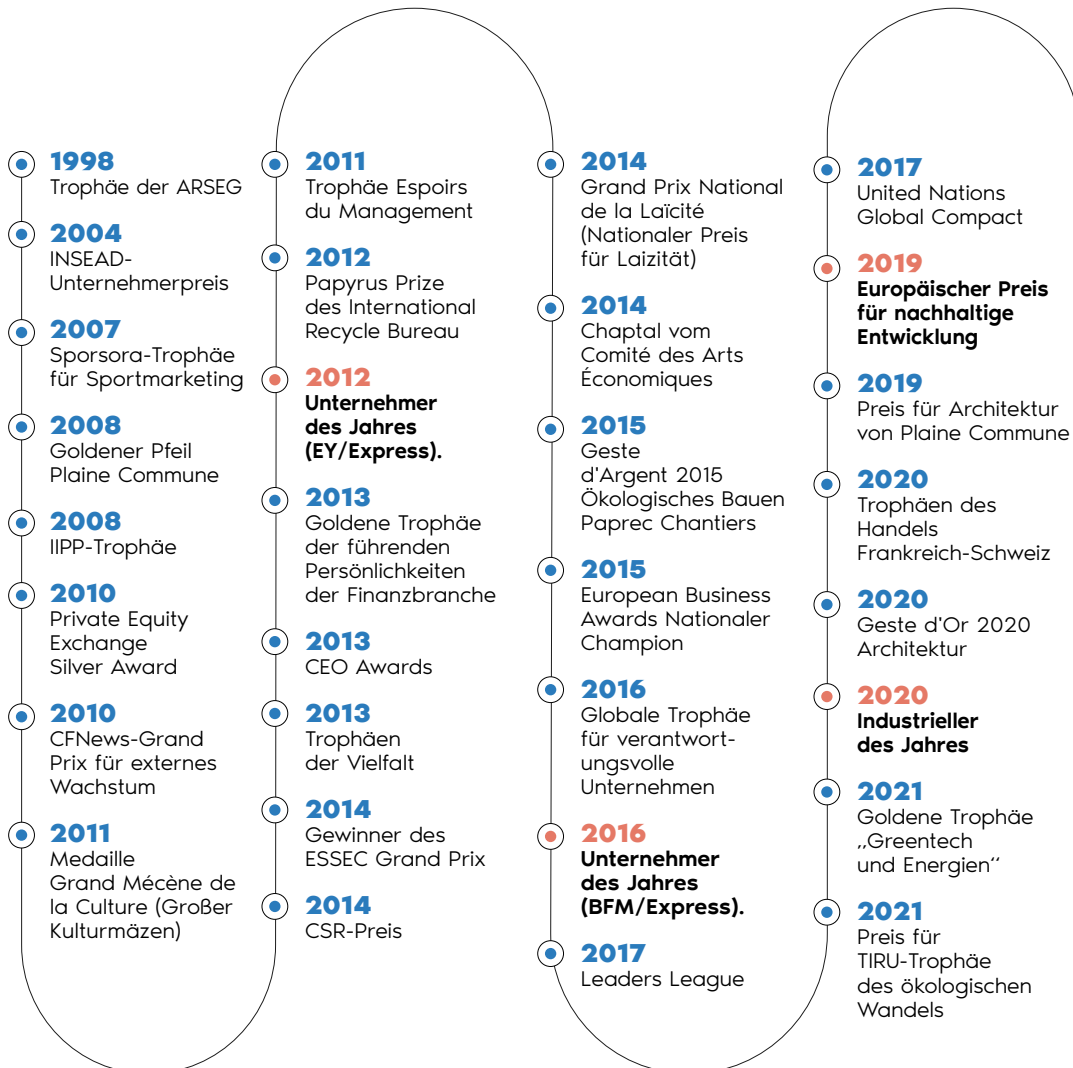 1998
Trophäe der ARSEG
2004
INSEAD-
Unternehmerpreis
2007
Sporsora-Trophäe
für Sportmarketing
2008
Goldener Pfeil
Plaine Commune
2008
IIPP-Trophäe
2010
Private Equity
Exchange
Silver Award
2010
CFNews-Grand
Prix für externes
Wachstum
2011
Medaille
Grand Mécène de
la Culture (Großer
Kulturmäzen)
2011
Trophäe Espoirs
du Management
2012
Papyrus Prize
des International
Recycle Bureau
2012
Unternehmer
des Jahres
(EY/Express).
2013
Goldene Trophäe
der führenden
Persönlichkeiten
der Finanzbranche
2013
CEO Awards
2013
Trophäen
der Vielfalt
2014
Gewinner des
ESSEC Grand Prix
2014
CSR-Preis
2014
Grand Prix National
de la Laïcité
(Nationaler Preis
für Laizität)
2014
Chaptal vom
Comité des Arts
Économiques
2015
Geste
d'Argent 2015
Ökologisches Bauen
Paprec Chantiers
2015
European Business
Awards Nationaler
Champion
2016
Globale Trophäe
für verantwort-
ungsvolle
Unternehmen
2016
Unternehmer
des Jahres
(BFM/Express).
2017
Leaders League
2017
United Nations
Global Compact
2019
Europäischer Preis
für nachhaltige
Entwicklung
2019
Preis für Architektur
von Plaine Commune
2020
Trophäen des
Handels
Frankreich-Schweiz
2020
Geste d'Or 2020
Architektur
2020
Industrieller
des Jahres
2021
Goldene Trophäe
,,Greentech
und Energien‘‘
2021
Preis für
TIRU-Trophäe
des ökologischen
Wandels